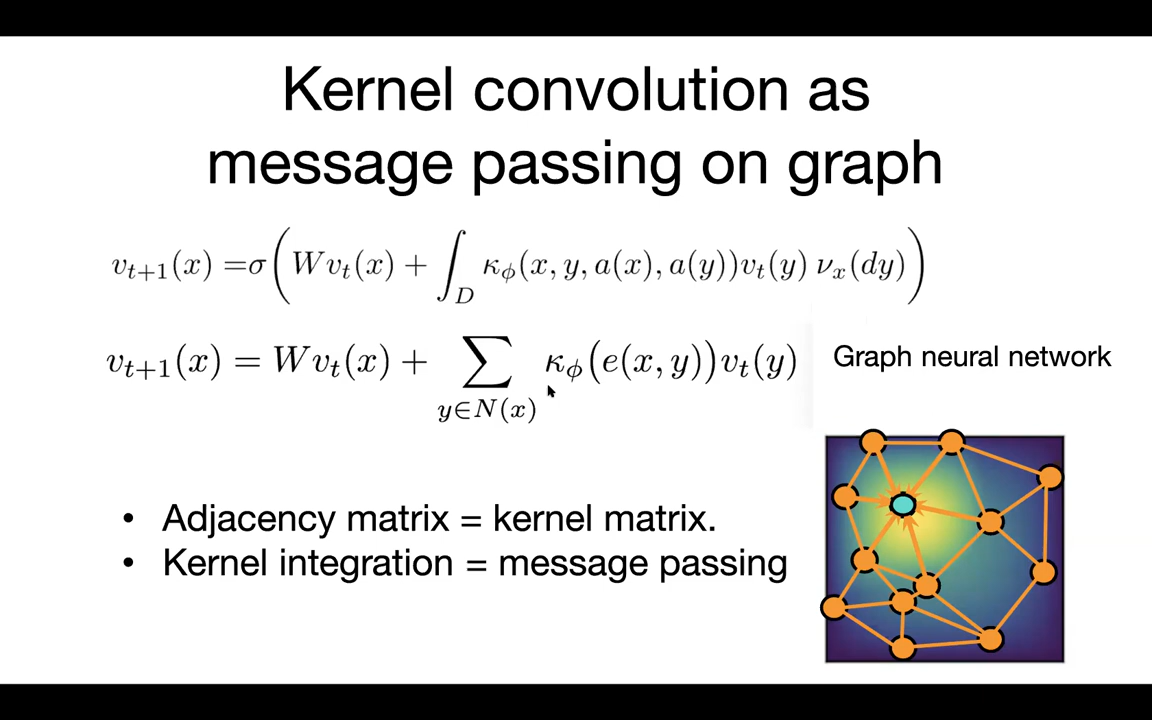 Kernel convolution as
message passing on graph
v_{t+1}(x) =σ( W v_t(x) + ∫_D κ_ϕ(x, y, a(x), a(y))v_t(y) ν_x(dy) )
v_{t+1}(x) = W v_t(x) + ∑_{y∈N(x)} κ_ϕ(e(x, y))v_t(y)
Graph neural network
• Adjacency matrix = kernel matrix.
• Kernel integration = message passing